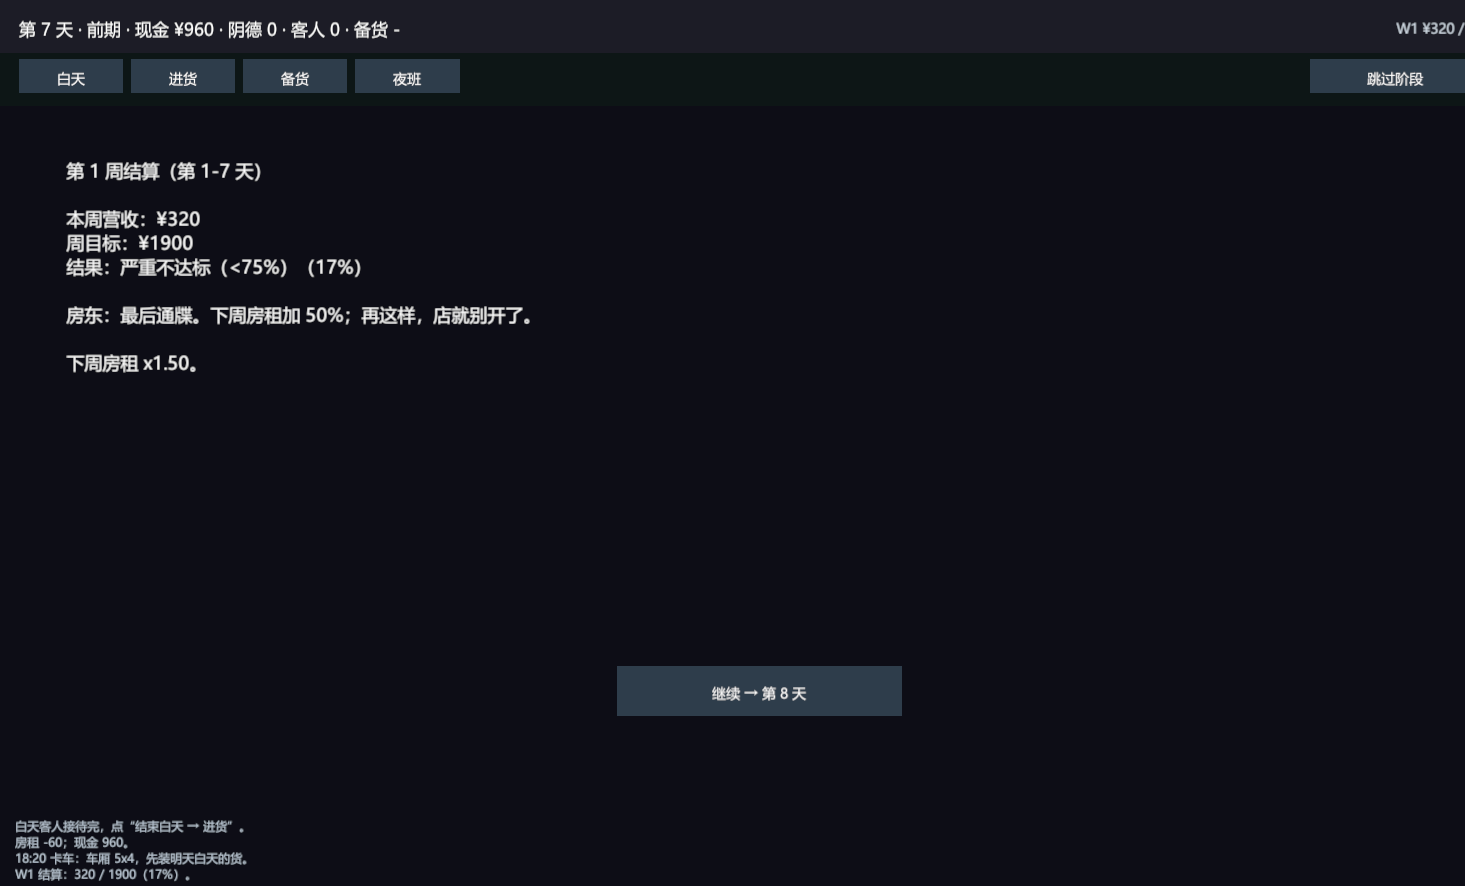 第 7 天 · 前期 · 现金 ¥960 · 阴德 0 · 客人 0 · 备货 -
W1 ¥320 /
白天
进货
备货
夜班
跳过阶段
第 1 周结算（第 1-7 天）
本周营收：¥320
周目标：¥1900
结果：严重不达标（<75%）（17%）
房东：最后通牒。下周房租加 50%；再这样，店就别开了。
下周房租 x1.50。
继续 → 第 8 天
白天客人接待完，点“结束白天 → 进货”。
房租 -60；现金 960。
18:20 卡车：车厢 5x4，先装明天白天的货。
W1 结算：320 / 1900（17%）。